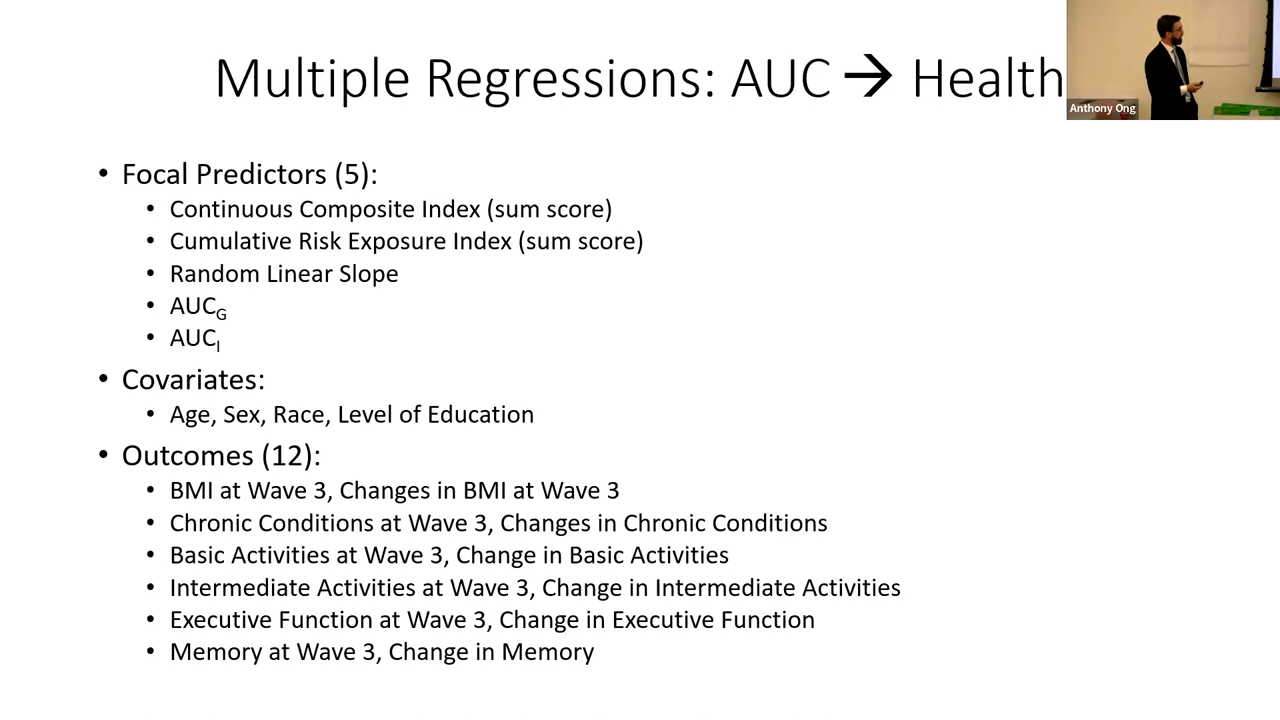 Multiple Regressions: AUC → Health
Anthony Ong
• Focal Predictors (5):
• Continuous Composite Index (sum score)
• Cumulative Risk Exposure Index (sum score)
• Random Linear Slope
• AUCG
• AUCI
• Covariates:
• Age, Sex, Race, Level of Education
• Outcomes (12):
• BMI at Wave 3, Changes in BMI at Wave 3
• Chronic Conditions at Wave 3, Changes in Chronic Conditions
• Basic Activities at Wave 3, Change in Basic Activities
• Intermediate Activities at Wave 3, Change in Intermediate Activities
• Executive Function at Wave 3, Change in Executive Function
• Memory at Wave 3, Change in Memory